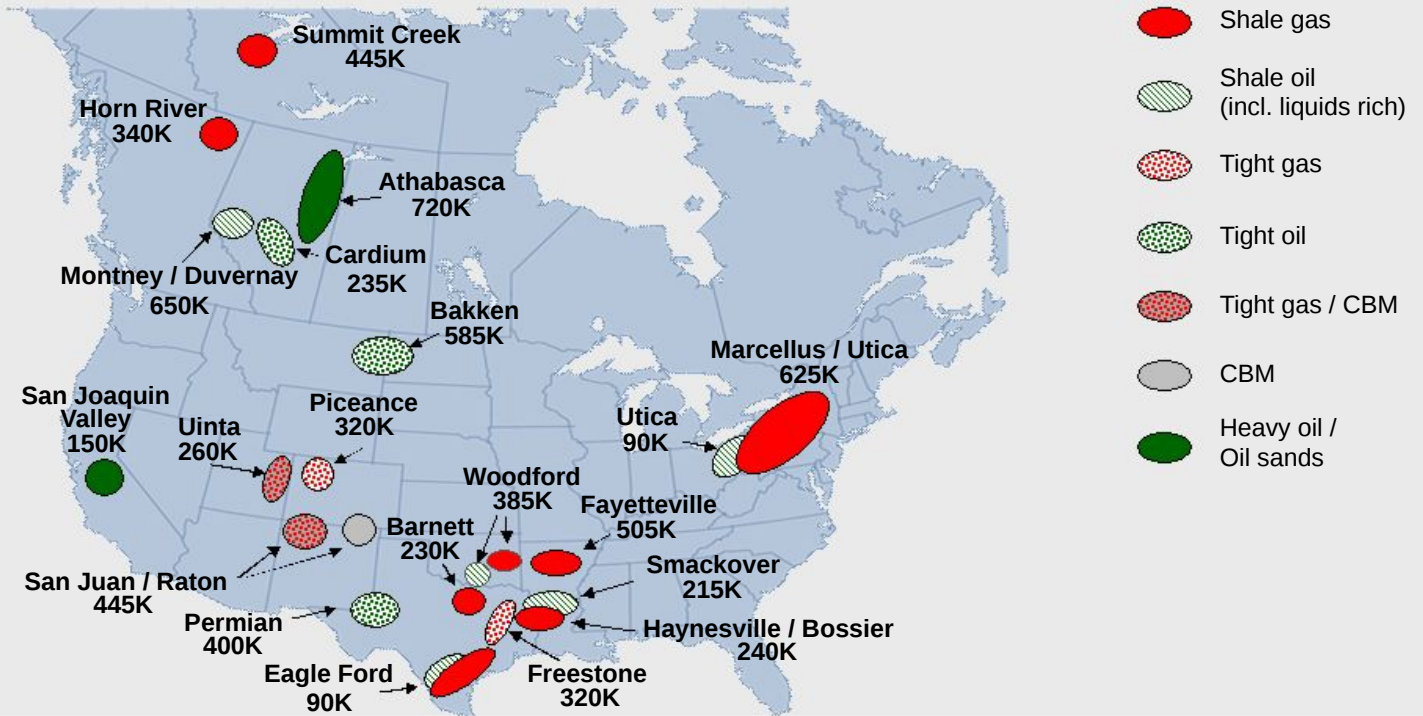 Summit Creek
445K
Horn River
340K
Athabasca
720K
Cardium
235K
Montney / Duvernay
650K
Bakken
585K
Marcellus / Utica
625K
San Joaquin
Valley
150K
Uinta
260K
Piceance
320K
Utica
90K
Woodford
385K
Fayetteville
505K
Barnett
230K
Smackover
215K
San Juan / Raton
445K
Permian
400K
Haynesville / Bossier
240K
Eagle Ford
90K
Freestone
320K
Shale gas
Shale oil
(incl. liquids rich)
Tight gas
Tight oil
Tight gas / CBM
CBM
Heavy oil /
Oil sands